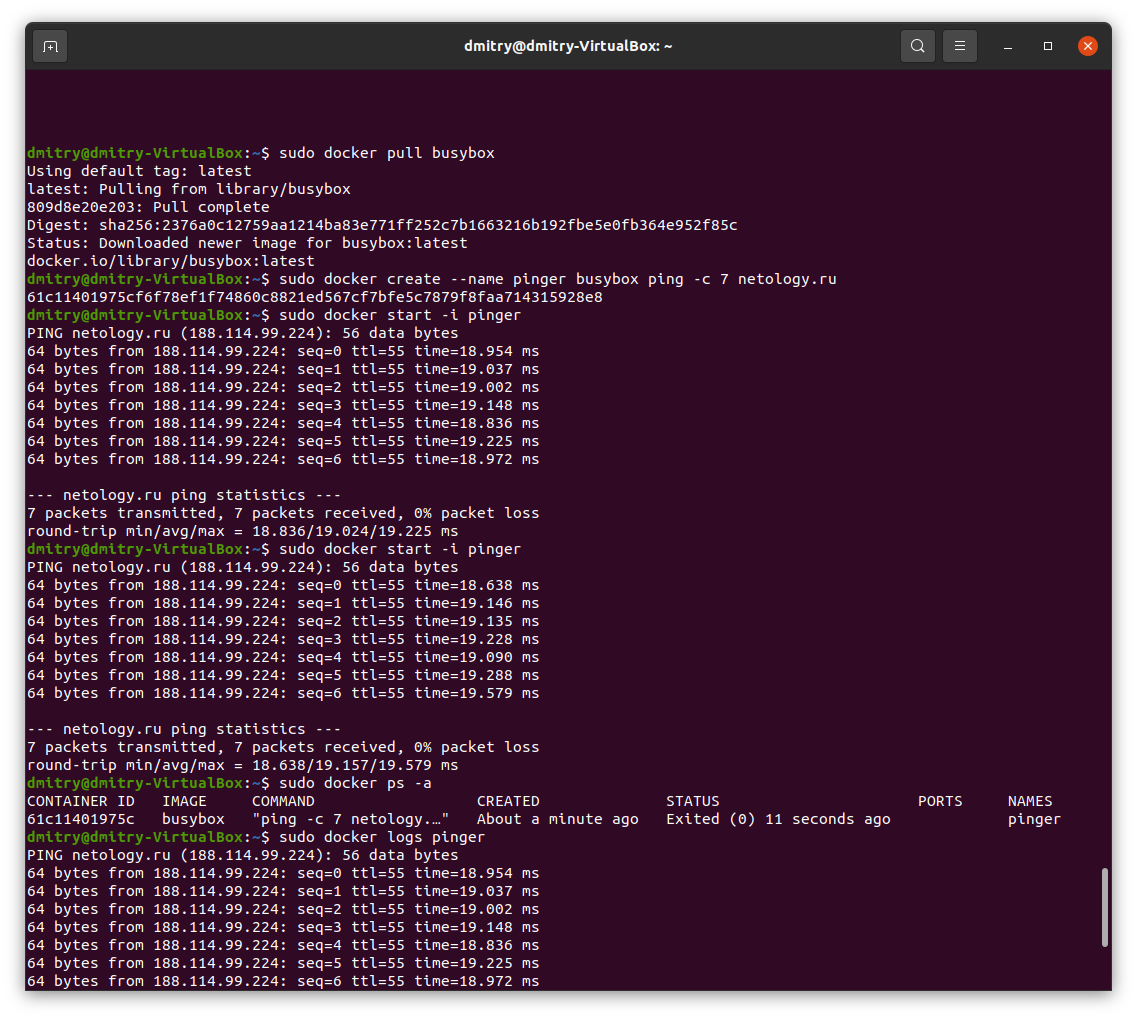 dmitry@dmitry-VirtualBox: ~
dmitry@dmitry-VirtualBox:~$ sudo docker pull busybox
Using default tag: latest
latest: Pulling from library/busybox
809d8e20e203: Pull complete
Digest: sha256:2376a0c12759aa1214ba83e771ff252c7b1663216b192fbe5e0fb364e952f85c
Status: Downloaded newer image for busybox:latest
docker.io/library/busybox:latest
dmitry@dmitry-VirtualBox:~$ sudo docker create --name pinger busybox ping -c 7 netology.ru
61c11401975cf6f78ef1f74860c8821ed567cf7bfe5c7879f8faa714315928e8
dmitry@dmitry-VirtualBox:~$ sudo docker start -i pinger
PING netology.ru (188.114.99.224): 56 data bytes
64 bytes from 188.114.99.224: seq=0 ttl=55 time=18.954 ms
64 bytes from 188.114.99.224: seq=1 ttl=55 time=19.037 ms
64 bytes from 188.114.99.224: seq=2 ttl=55 time=19.002 ms
64 bytes from 188.114.99.224: seq=3 ttl=55 time=19.148 ms
64 bytes from 188.114.99.224: seq=4 ttl=55 time=18.836 ms
64 bytes from 188.114.99.224: seq=5 ttl=55 time=19.225 ms
64 bytes from 188.114.99.224: seq=6 ttl=55 time=18.972 ms
--- netology.ru ping statistics ---
7 packets transmitted, 7 packets received, 0% packet loss
round-trip min/avg/max = 18.836/19.024/19.225 ms
dmitry@dmitry-VirtualBox:~$ sudo docker start -i pinger
PING netology.ru (188.114.99.224): 56 data bytes
64 bytes from 188.114.99.224: seq=0 ttl=55 time=18.638 ms
64 bytes from 188.114.99.224: seq=1 ttl=55 time=19.146 ms
64 bytes from 188.114.99.224: seq=2 ttl=55 time=19.135 ms
64 bytes from 188.114.99.224: seq=3 ttl=55 time=19.228 ms
64 bytes from 188.114.99.224: seq=4 ttl=55 time=19.090 ms
64 bytes from 188.114.99.224: seq=5 ttl=55 time=19.288 ms
64 bytes from 188.114.99.224: seq=6 ttl=55 time=19.579 ms
--- netology.ru ping statistics ---
7 packets transmitted, 7 packets received, 0% packet loss
round-trip min/avg/max = 18.638/19.157/19.579 ms
dmitry@dmitry-VirtualBox:~$ sudo docker ps -a
CONTAINER ID   IMAGE     COMMAND                  CREATED              STATUS                      PORTS     NAMES
61c11401975c   busybox   "ping -c 7 netology.…"   About a minute ago   Exited (0) 11 seconds ago             pinger
dmitry@dmitry-VirtualBox:~$ sudo docker logs pinger
PING netology.ru (188.114.99.224): 56 data bytes
64 bytes from 188.114.99.224: seq=0 ttl=55 time=18.954 ms
64 bytes from 188.114.99.224: seq=1 ttl=55 time=19.037 ms
64 bytes from 188.114.99.224: seq=2 ttl=55 time=19.002 ms
64 bytes from 188.114.99.224: seq=3 ttl=55 time=19.148 ms
64 bytes from 188.114.99.224: seq=4 ttl=55 time=18.836 ms
64 bytes from 188.114.99.224: seq=5 ttl=55 time=19.225 ms
64 bytes from 188.114.99.224: seq=6 ttl=55 time=18.972 ms